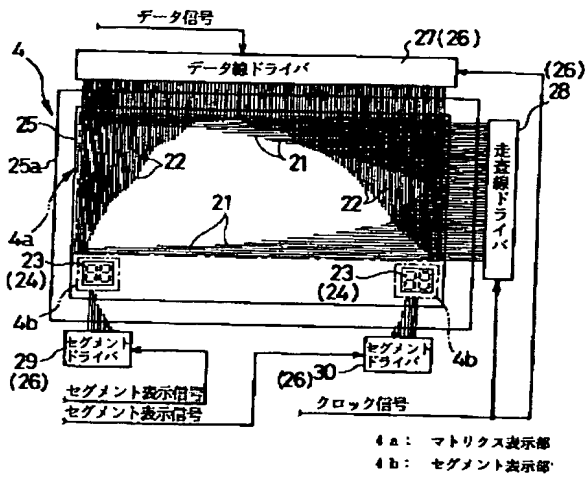 データ信号
27(26)
データ線ドライバ
(26)
28
4
25
25a
22
21
22
走査線ドライバ
4a
21
23
(24)
23
(24)
4b
4b
セグメントドライバ
29
(26)
セグメントドライバ
(26)30
セグメント表示信号
セグメント表示信号
クロック信号
4a： マトリクス表示部
4b： セグメント表示部